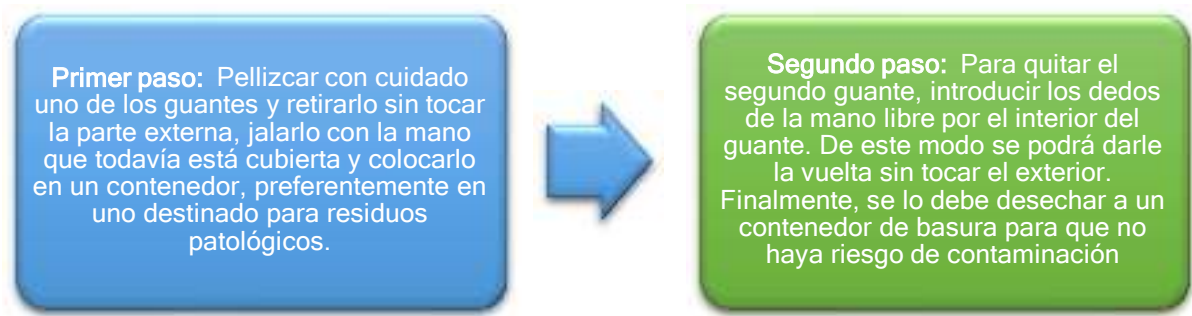 Primer paso: Pellizcar con cuidado
uno de los guantes y retirarlo sin tocar
la parte externa, jalarlo con la mano
que todavía está cubierta y colocarlo
en un contenedor, preferentemente en
uno destinado para residuos
patológicos.
Segundo paso: Para quitar el
segundo guante, introducir los dedos
de la mano libre por el interior del
guante. De este modo se podrá darle
la vuelta sin tocar el exterior.
Finalmente, se lo debe desechar a un
contenedor de basura para que no
haya riesgo de contaminación